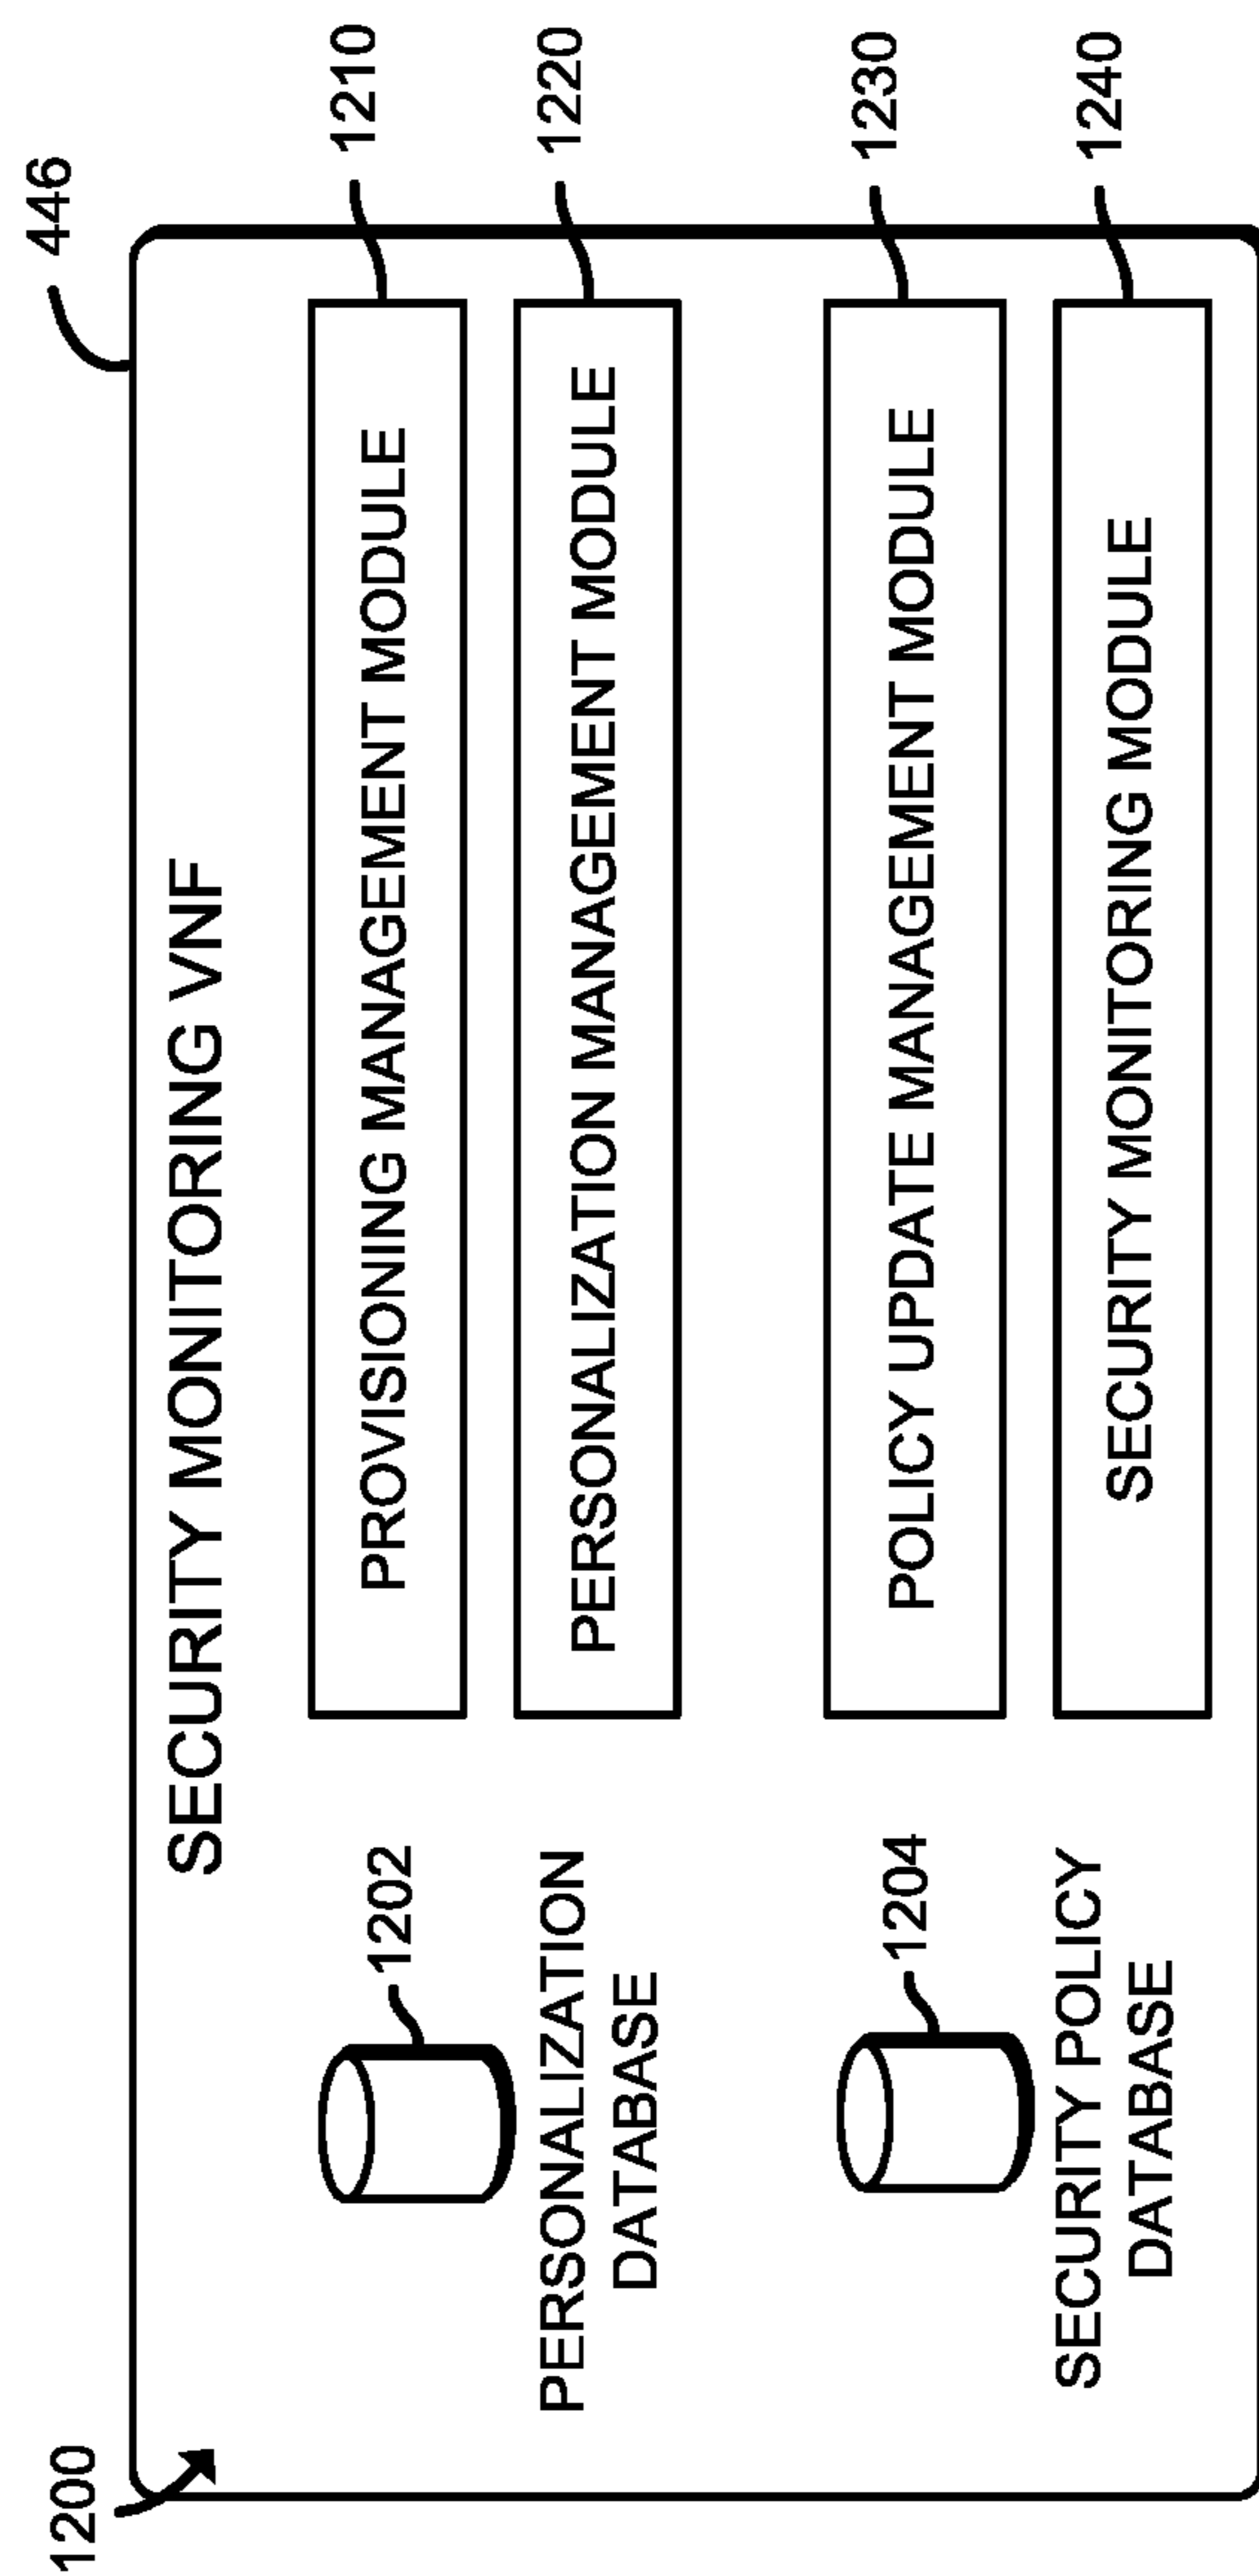 1200
446
SECURITY MONITORING VNF
1202
PERSONALIZATION
DATABASE
PROVISIONING MANAGEMENT MODULE
1210
PERSONALIZATION MANAGEMENT MODULE
1220
1204
SECURITY POLICY
DATABASE
POLICY UPDATE MANAGEMENT MODULE
1230
SECURITY MONITORING MODULE
1240